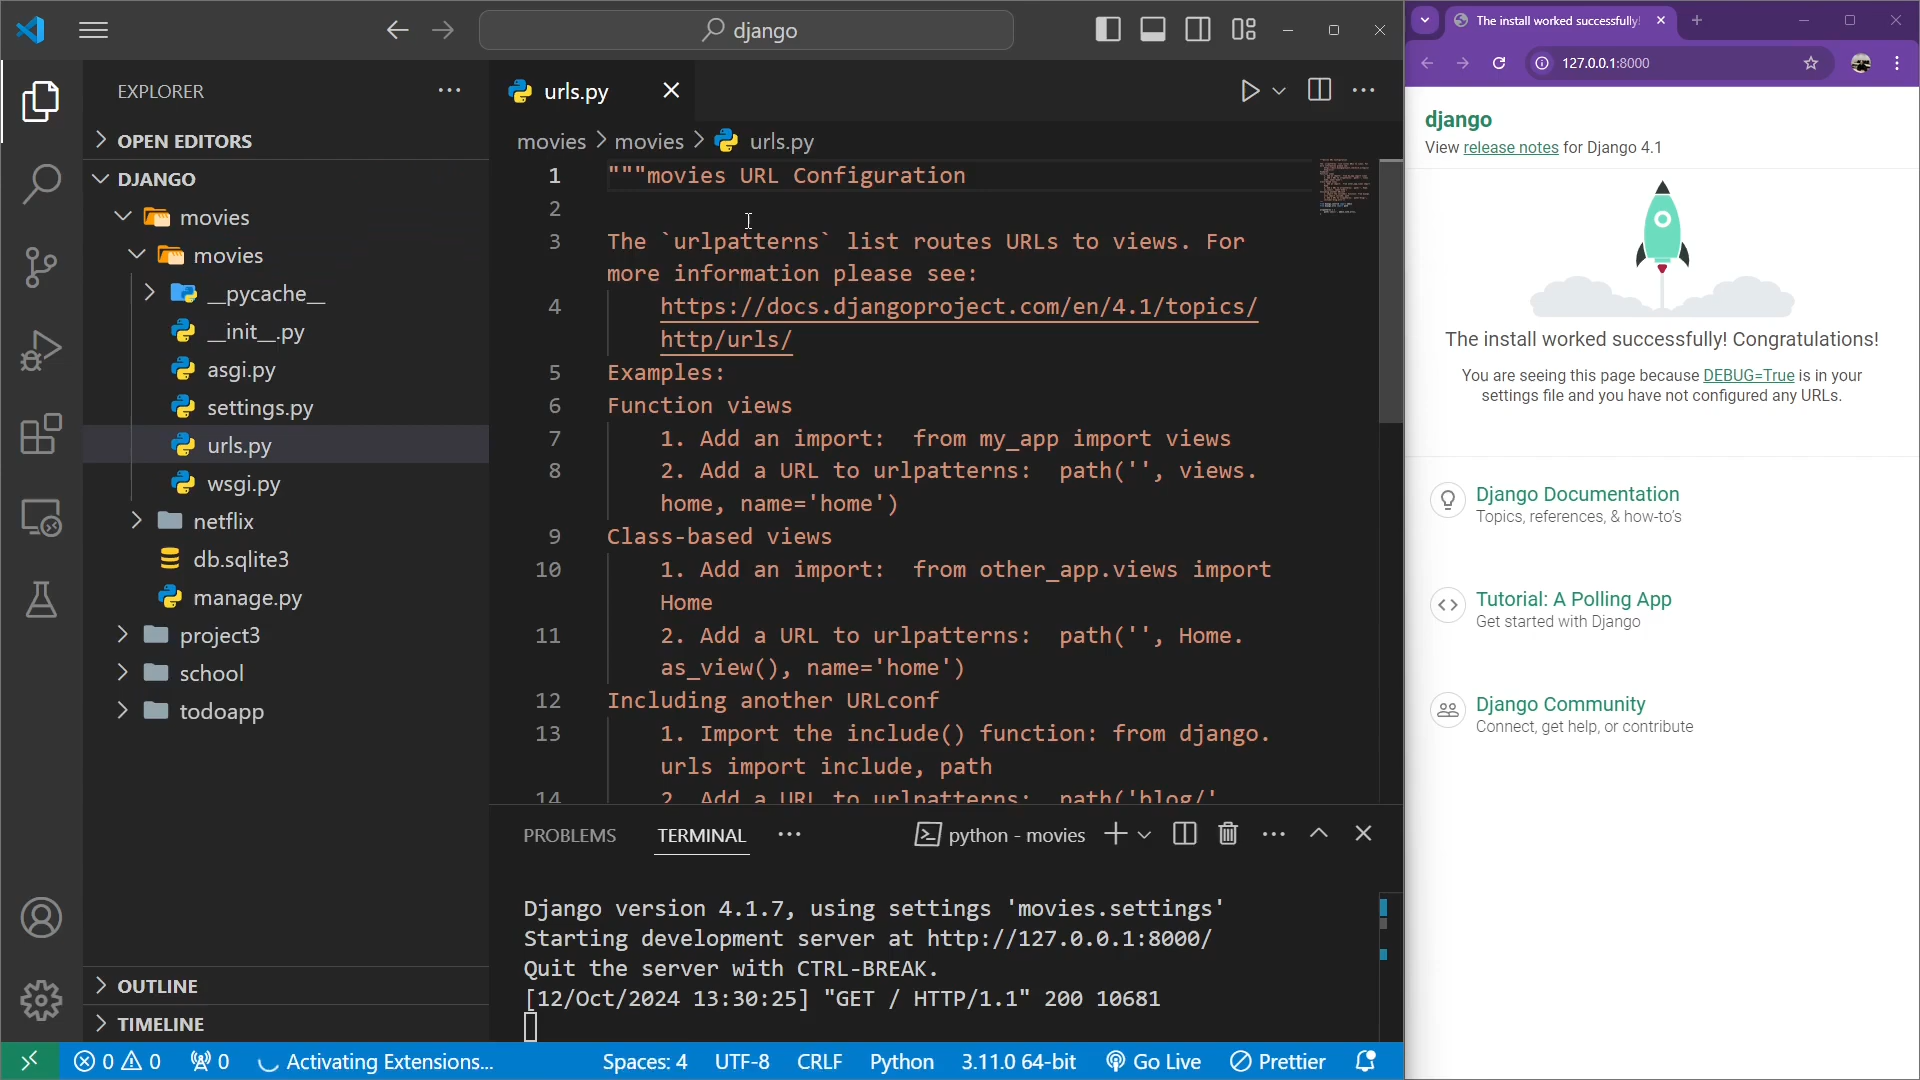 django
The install worked successfully!
127.0.0.1:8000
EXPLORER
OPEN EDITORS
DJANGO
movies
movies
__pycache__
__init__.py
asgi.py
settings.py
urls.py
wsgi.py
netflix
db.sqlite3
manage.py
project3
school
todoapp
OUTLINE
TIMELINE
urls.py
movies > movies > urls.py
1 """movies URL Configuration
2
3 The `urlpatterns` list routes URLs to views. For
more information please see:
4 https://docs.djangoproject.com/en/4.1/topics/
http/urls/
5 Examples:
6 Function views
7 1. Add an import:  from my_app import views
8 2. Add a URL to urlpatterns:  path('', views.
home, name='home')
9 Class-based views
10 1. Add an import:  from other_app.views import
Home
11 2. Add a URL to urlpatterns:  path('', Home.
as_view(), name='home')
12 Including another URLconf
13 1. Import the include() function: from django.
urls import include, path
14 2. Add a URL to urlpatterns:  path('blog/'
PROBLEMS TERMINAL python - movies
Django version 4.1.7, using settings 'movies.settings'
Starting development server at http://127.0.0.1:8000/
Quit the server with CTRL-BREAK.
[12/Oct/2024 13:30:25] "GET / HTTP/1.1" 200 10681
0 0 0 Activating Extensions... Spaces: 4 UTF-8 CRLF Python 3.11.0 64-bit Go Live Prettier
django
View release notes for Django 4.1
The install worked successfully! Congratulations!
You are seeing this page because DEBUG=True is in your
settings file and you have not configured any URLs.
Django Documentation
Topics, references, & how-to's
Tutorial: A Polling App
Get started with Django
Django Community
Connect, get help, or contribute